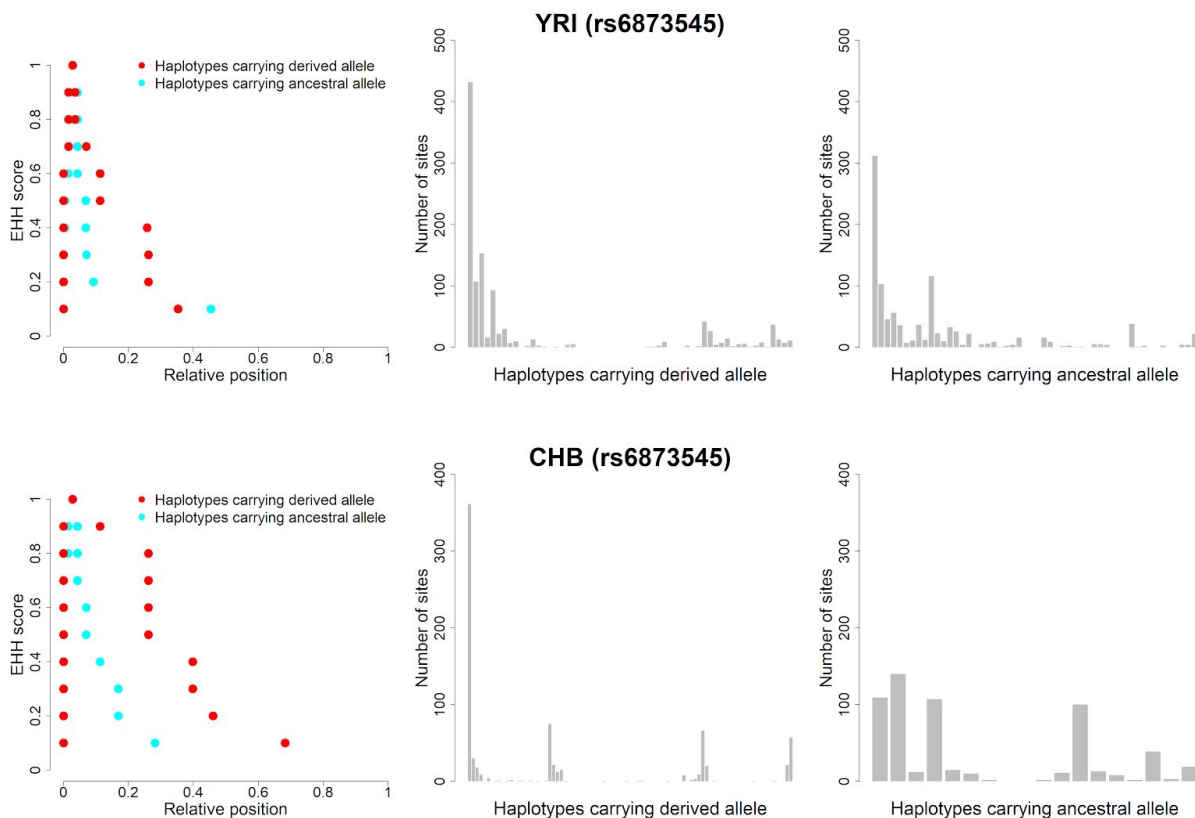 YRI (rs6873545)
Haplotypes carrying derived allele
Haplotypes carrying ancestral allele
EHH score
0
0.2
0.4
0.6
0.8
1
0 0.2 0.4 0.6 0.8 1
Relative position
Number of sites
0
100
200
300
400
500
Haplotypes carrying derived allele
Number of sites
0
100
200
300
400
500
Haplotypes carrying ancestral allele
CHB (rs6873545)
Haplotypes carrying derived allele
Haplotypes carrying ancestral allele
EHH score
0
0.2
0.4
0.6
0.8
1
0 0.2 0.4 0.6 0.8 1
Relative position
Number of sites
0
100
200
300
400
Haplotypes carrying derived allele
Number of sites
0
100
200
300
400
Haplotypes carrying ancestral allele